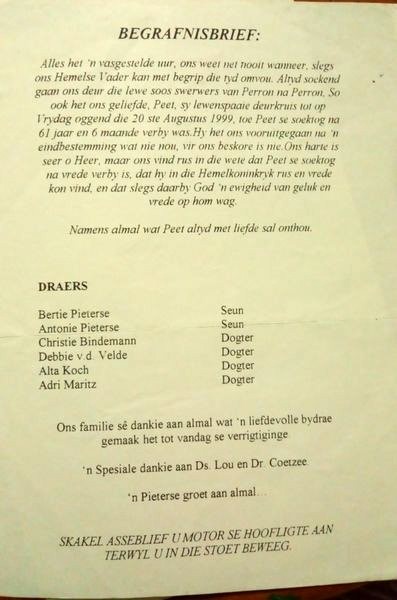 BEGRAFNISBRIEF:
Alles het 'n vasgestelde uur, ons weet net nooit wanneer, slegs
ons Hemelse Vader kan met begrip die tyd omvou. Altyd soekend
gaan ons deur die lewe soos swerwers van Perron na Perron. So
ook het ons geliefde, Peet, sy lewenspaaie deurkruis tot op
Vrydag oggend die 20 ste Augustus 1999, toe Peet se soektog na
61 jaar en 6 maande verby was.Hy het ons vooruitgegaan na 'n
eindbestemming wat nie nou, vir ons beskore is nie.Ons harte is
seer o Heer, maar ons vind rus in die wete dat Peet se soektog
na vrede verby is, dat hy in die Hemelkoninkryk rus en vrede
kon vind, en dat slegs daarby God 'n ewigheid van geluk en
vrede op hom wag.
Namens almal wat Peet altyd met liefde sal onthou.
DRAERS
Bertie Pieterse Seun
Antonie Pieterse Seun
Christie Bindemann Dogter
Debbie v.d. Velde Dogter
Alta Koch Dogter
Adri Maritz Dogter
Ons familie sê dankie aan almal wat 'n liefdevolle bydrae
gemaak het tot vandag se verrigtiginge.
'n Spesiale dankie aan Ds. Lou en Dr. Coetzee.
'n Pieterse groet aan almal...
SKAKEL ASSEBLIEF U MOTOR SE HOOFLIGTE AAN
TERWYL U IN DIE STOET BEWEEG.